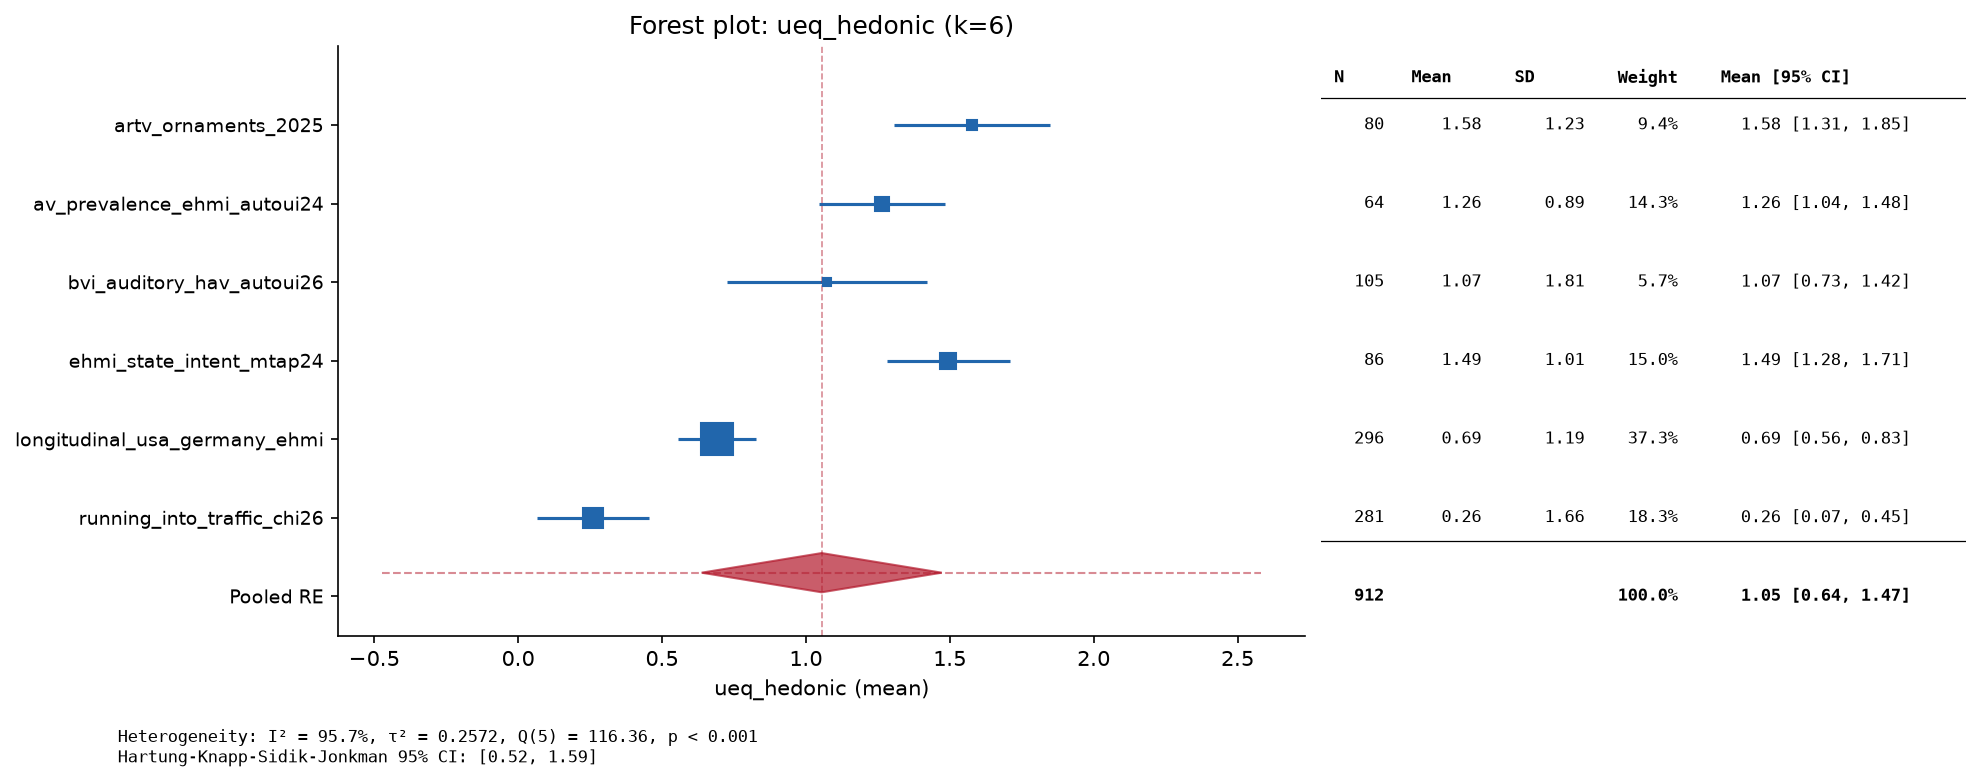 Forest plot: ueq_hedonic (k=6)
N Mean SD Weight Mean [95% CI]
artv_ornaments_2025 80 1.58 1.23 9.4% 1.58 [1.31, 1.85]
av_prevalence_ehmi_autoui24 64 1.26 0.89 14.3% 1.26 [1.04, 1.48]
bvi_auditory_hav_autoui26 105 1.07 1.81 5.7% 1.07 [0.73, 1.42]
ehmi_state_intent_mtap24 86 1.49 1.01 15.0% 1.49 [1.28, 1.71]
longitudinal_usa_germany_ehmi 296 0.69 1.19 37.3% 0.69 [0.56, 0.83]
running_into_traffic_chi26 281 0.26 1.66 18.3% 0.26 [0.07, 0.45]
Pooled RE 912 100.0% 1.05 [0.64, 1.47]
−0.5 0.0 0.5 1.0 1.5 2.0 2.5
ueq_hedonic (mean)
Heterogeneity: I² = 95.7%, τ² = 0.2572, Q(5) = 116.36, p < 0.001
Hartung-Knapp-Sidik-Jonkman 95% CI: [0.52, 1.59]